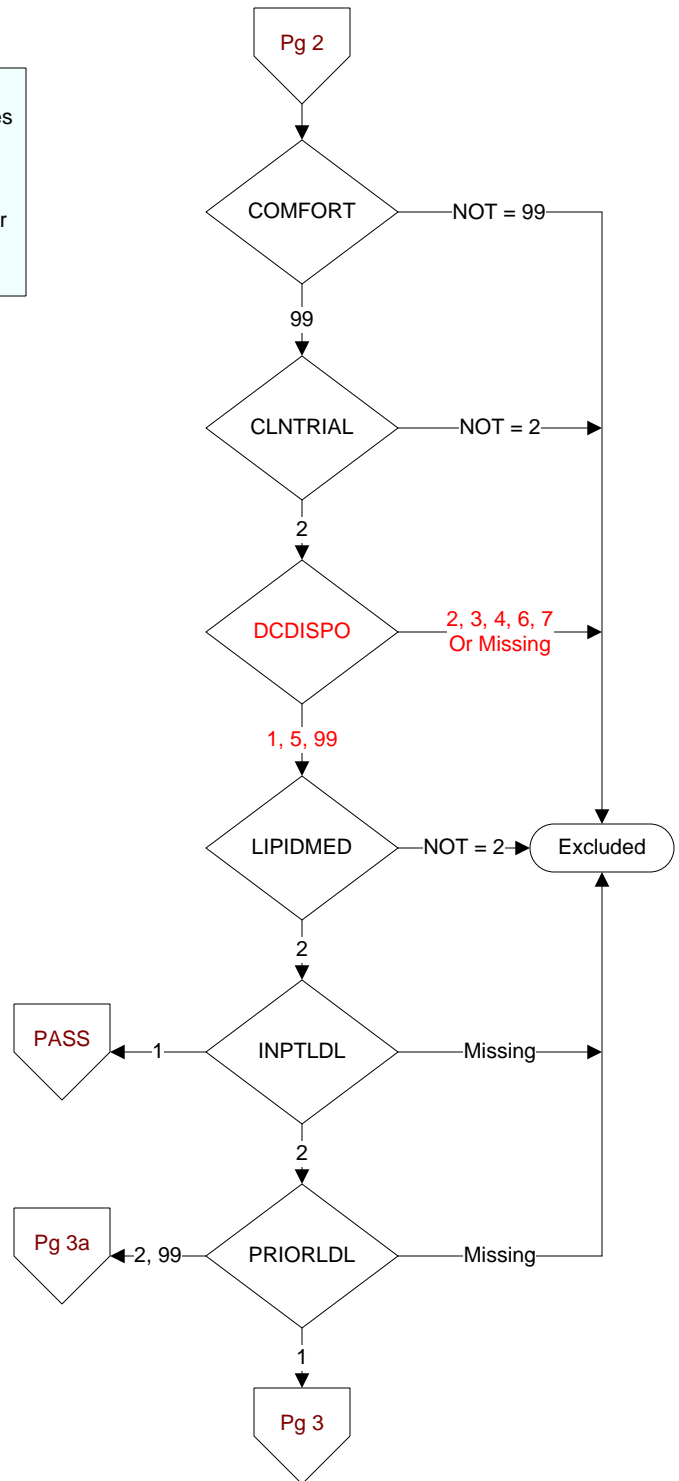 Pg 2
COMFORT
NOT = 99
99
CLNTRIAL
NOT = 2
2
DCDISPO
2, 3, 4, 6, 7
Or Missing
1, 5, 99
LIPIDMED
NOT = 2
Excluded
2
PASS
1
INPTLDL
Missing
2
Pg 3a
2, 99
PRIORLDL
Missing
1
Pg 3